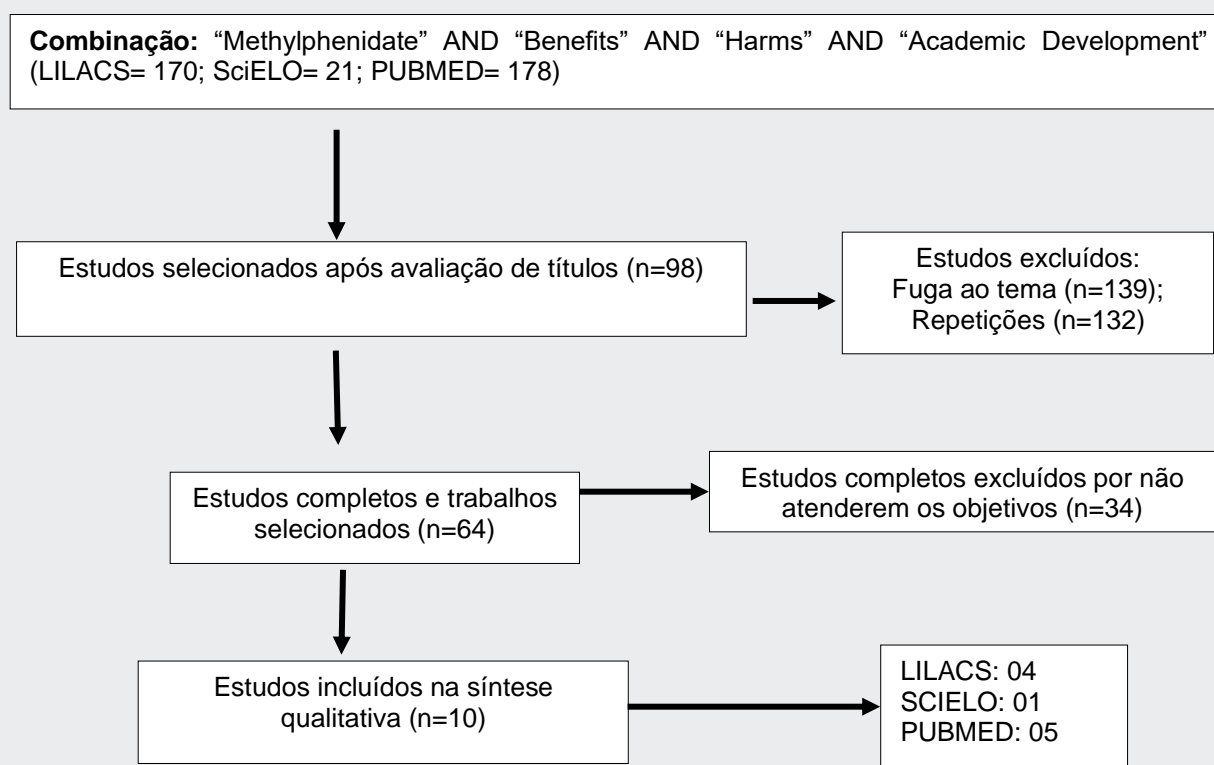 Combinação: “Methylphenidate” AND “Benefits” AND “Harms” AND “Academic Development”
(LILACS= 170; SciELO= 21; PUBMED= 178)
Estudos selecionados após avaliação de títulos (n=98)
Estudos excluídos:
Fuga ao tema (n=139);
Repetições (n=132)
Estudos completos e trabalhos
selecionados (n=64)
Estudos completos excluídos por não
atenderem os objetivos (n=34)
Estudos incluídos na síntese
qualitativa (n=10)
LILACS: 04
SCIELO: 01
PUBMED: 05